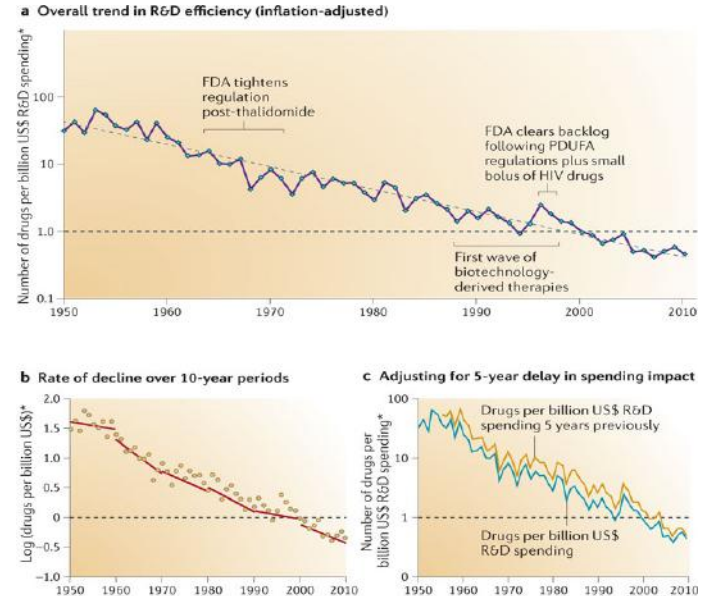 a Overall trend in R&D efficiency (inflation-adjusted)
Number of drugs per billion US$ R&D spending*
100
10
1.0
0.1
FDA tightens
regulation
post-thalidomide
FDA clears backlog
following PDUFA
regulations plus small
bolus of HIV drugs
First wave of
biotechnology-
derived therapies
1950 1960 1970 1980 1990 2000 2010
b Rate of decline over 10-year periods
Log (drugs per billion US$)*
2.0
1.5
1.0
0.5
0
−0.5
−1.0
1950 1960 1970 1980 1990 2000 2010
c Adjusting for 5-year delay in spending impact
Number of drugs per
billion US$ R&D spending*
100
10
1
0
Drugs per billion US$ R&D
spending 5 years previously
Drugs per billion US$
R&D spending
1950 1960 1970 1980 1990 2000 2010